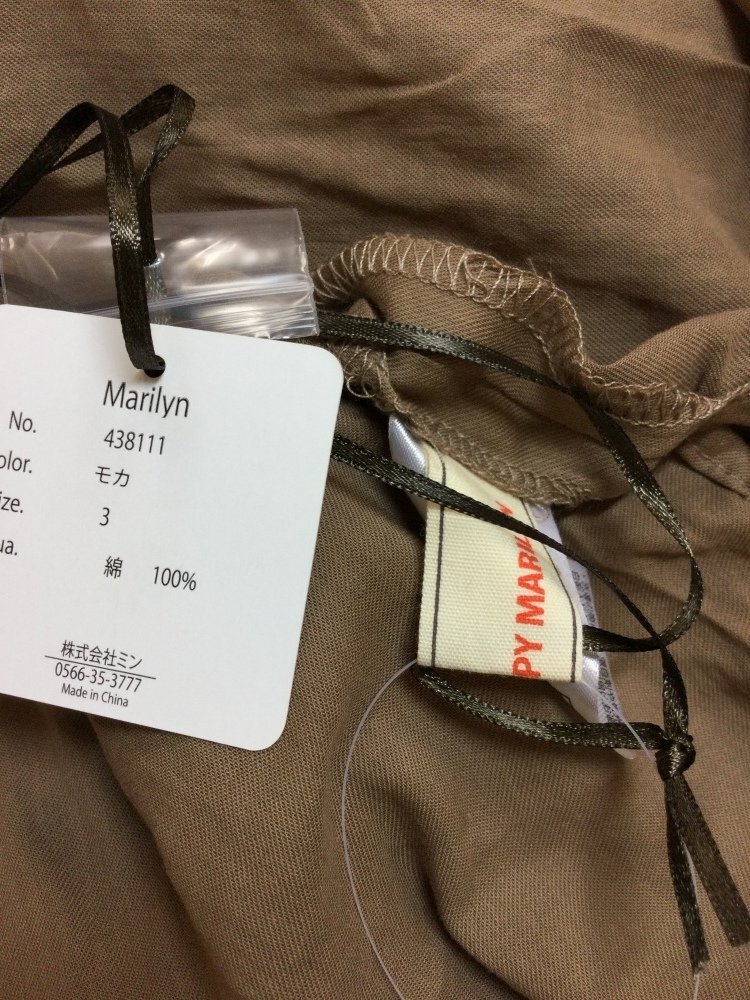 Marilyn
No. 438111
olor. モカ
ize. 3
ua. 綿 100%
株式会社ミン
0566-35-3777
Made in China
PY MARI